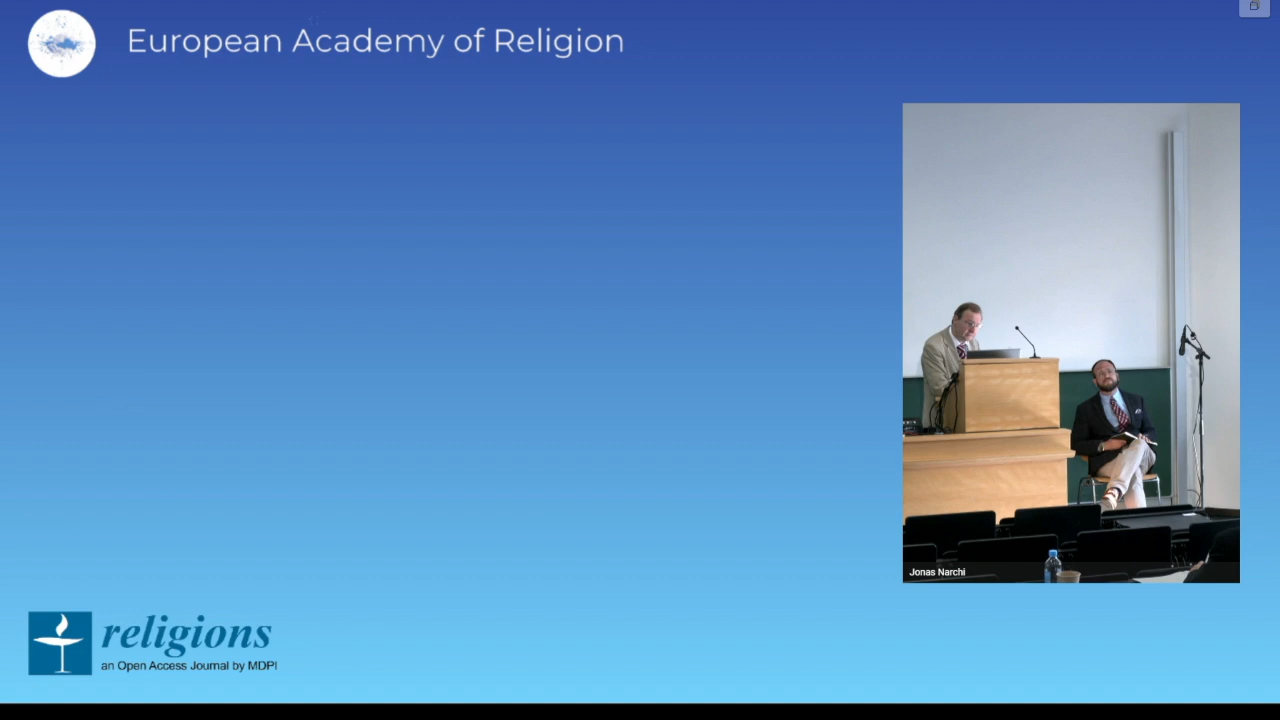 European Academy of Religion
Jonas Narchi
religions
an Open Access Journal by MDPI